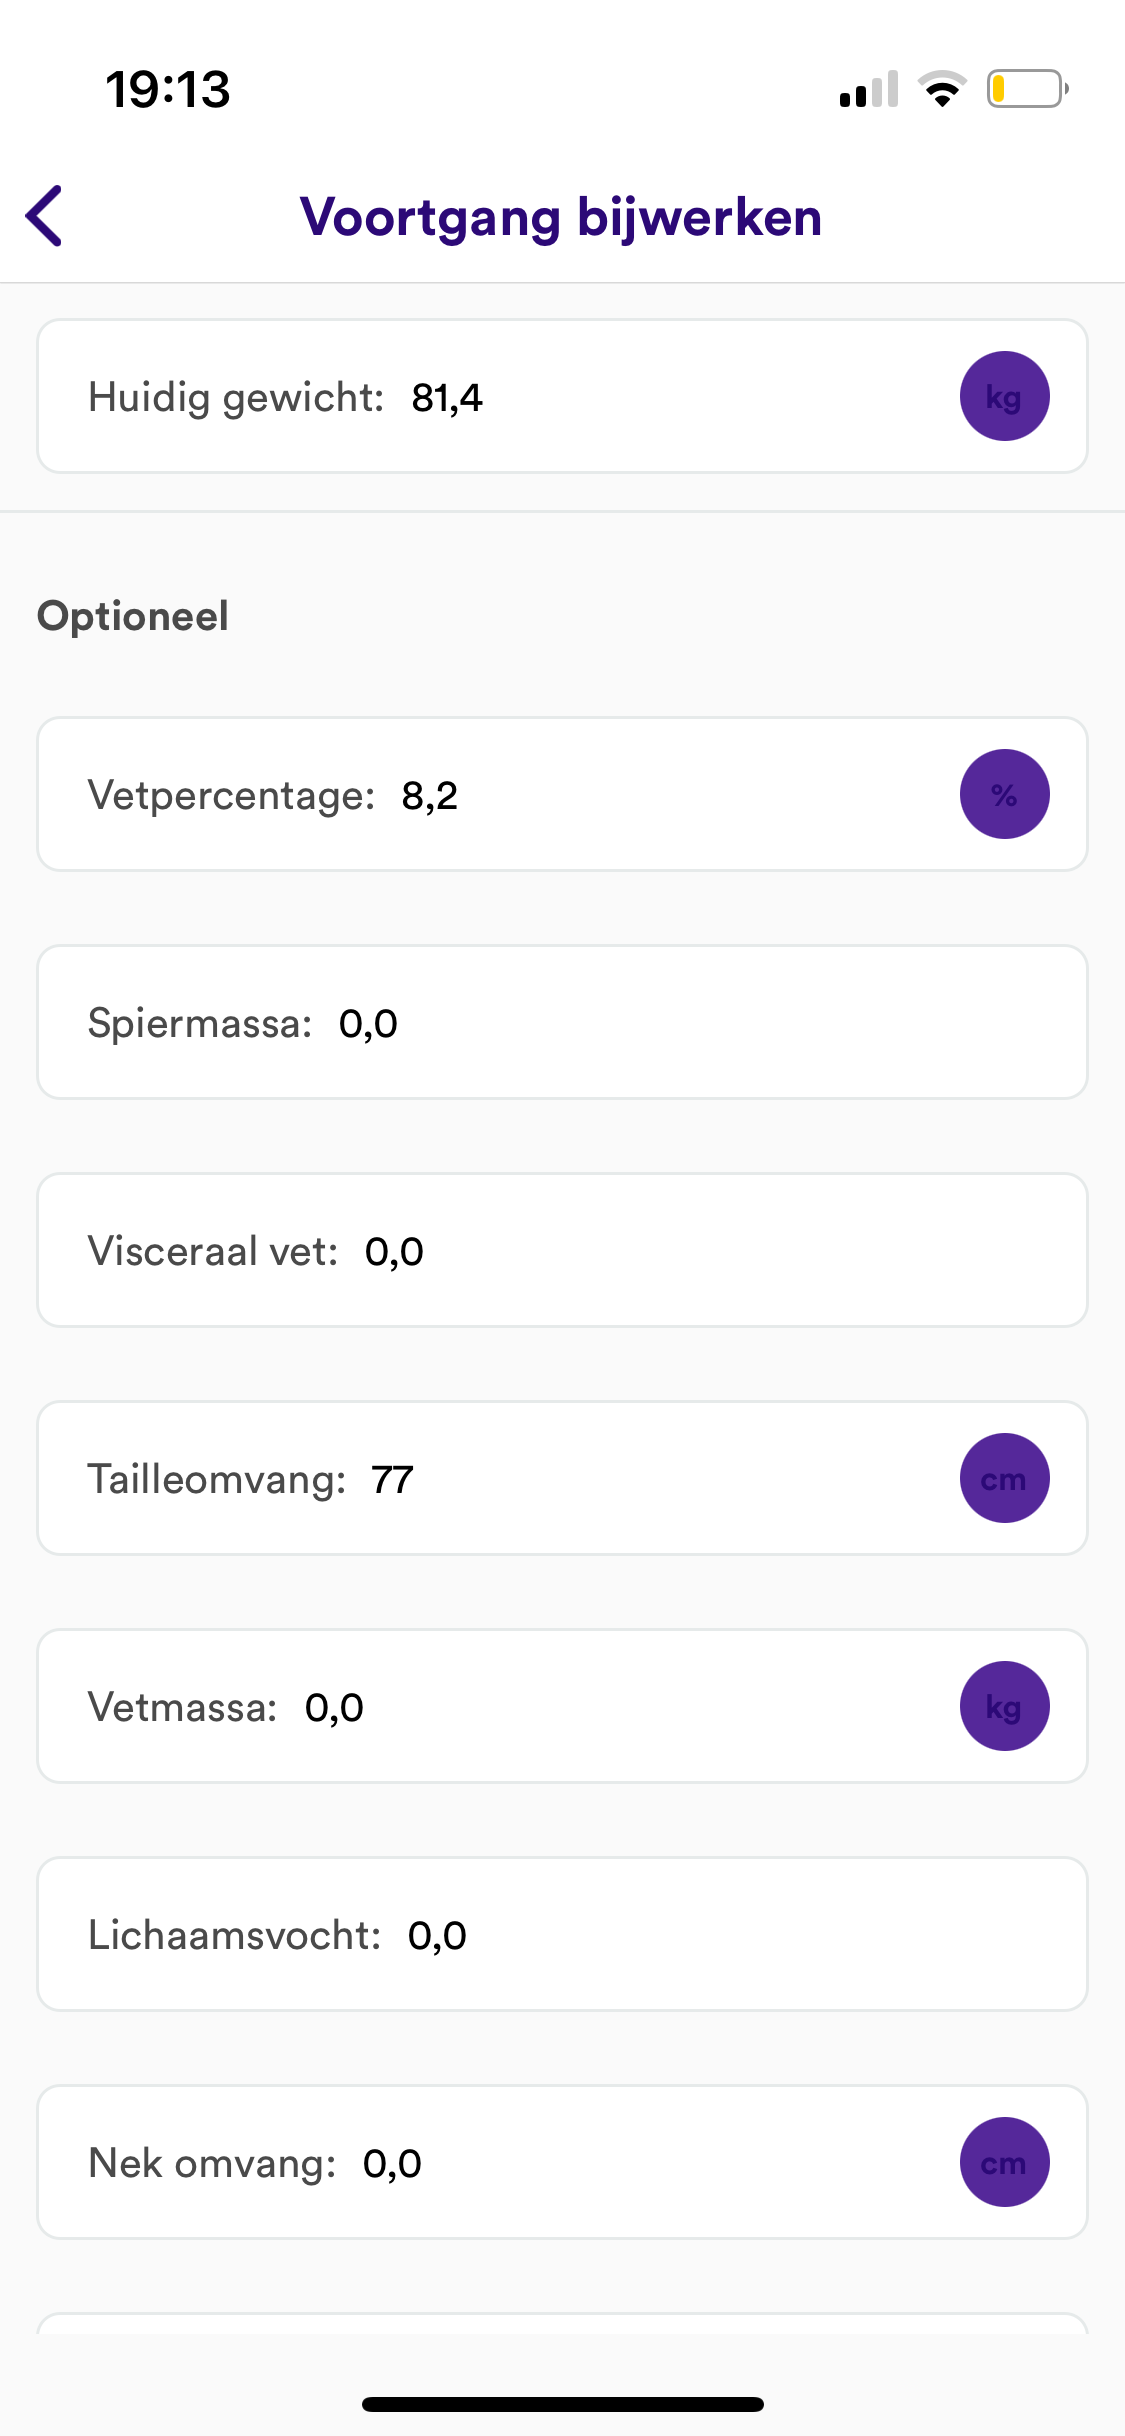 19:13
Voortgang bijwerken
Huidig gewicht: 81,4 kg
Optioneel
Vetpercentage: 8,2 %
Spiermassa: 0,0
Visceraal vet: 0,0
Tailleomvang: 77 cm
Vetmassa: 0,0 kg
Lichaamsvocht: 0,0
Nek omvang: 0,0 cm